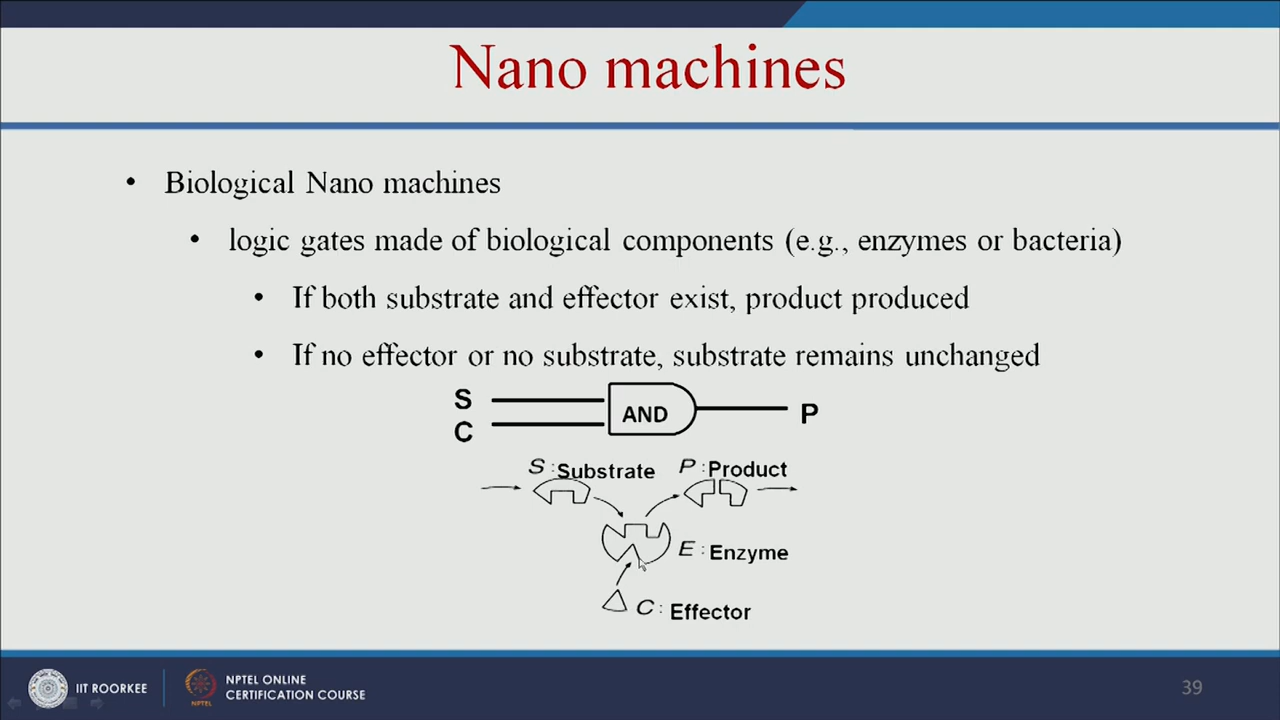 Nano machines
• Biological Nano machines
• logic gates made of biological components (e.g., enzymes or bacteria)
• If both substrate and effector exist, product produced
• If no effector or no substrate, substrate remains unchanged
S
C
AND
P
S : Substrate
P : Product
E : Enzyme
C : Effector
IIT ROORKEE
NPTEL
NPTEL ONLINE
CERTIFICATION COURSE
39